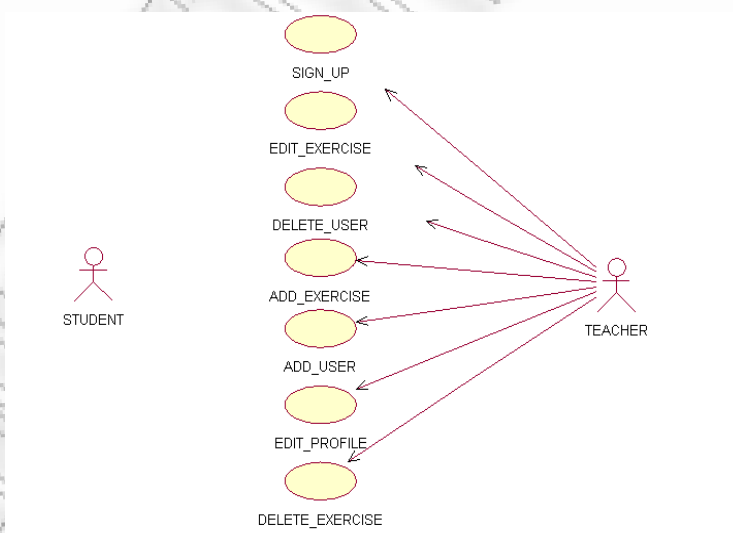 SIGN_UP
EDIT_EXERCISE
DELETE_USER
ADD_EXERCISE
STUDENT
TEACHER
ADD_USER
EDIT_PROFILE
DELETE_EXERCISE